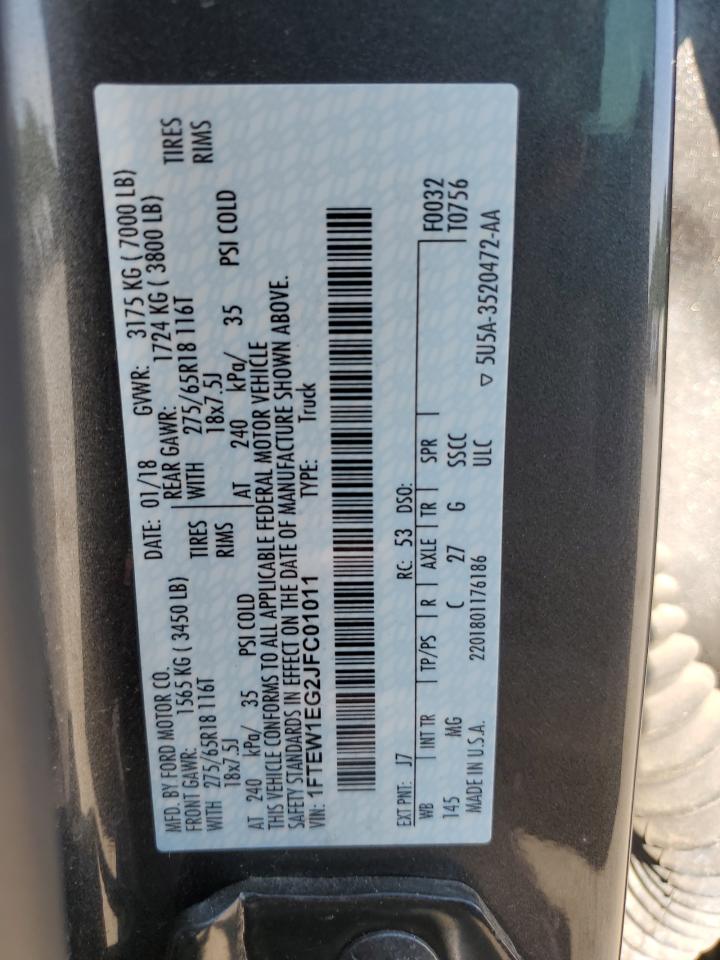 MFD. BY FORD MOTOR CO.
DATE: 01/18 GVWR: 3175 KG ( 7000 LB)
FRONT GAWR: 1565 KG ( 3450 LB) REAR GAWR: 1724 KG ( 3800 LB)
WITH 275/65R18 116T TIRES WITH 275/65R18 116T TIRES
18x7.5J RIMS 18x7.5J RIMS
AT 240 kPa/ 35 PSI COLD AT 240 kPa/ 35 PSI COLD
THIS VEHICLE CONFORMS TO ALL APPLICABLE FEDERAL MOTOR VEHICLE
SAFETY STANDARDS IN EFFECT ON THE DATE OF MANUFACTURE SHOWN ABOVE.
VIN: 1FTEW1EG2JFC01011 TYPE: Truck
EXT PNT: J7 RC: 53 DSO: F0032
WB INT TR TP/PS R AXLE TR SPR T0756
145 MG C 27 G SSCC
MADE IN U.S.A. 2201801176186 ULC ▽ 5U5A-3520472-AA